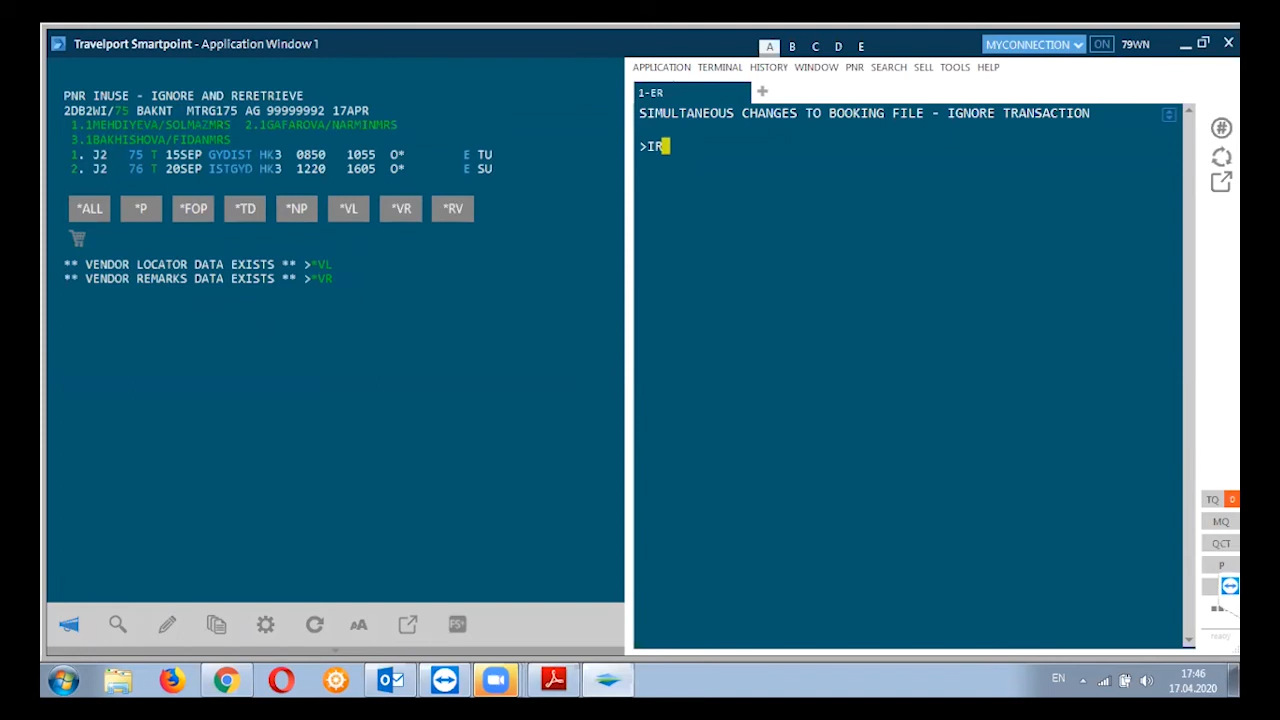 Travelport Smartpoint - Application Window 1
A B C D E
MYCONNECTION ON 79WN
APPLICATION TERMINAL HISTORY WINDOW PNR SEARCH SELL TOOLS HELP
PNR INUSE - IGNORE AND RERETRIEVE
2DB2WI/75 BAKNT MTRG175 AG 99999992 17APR
1.1MEHDIYEVA/SOLMAZMRS 2.1GAFAROVA/NARMINMRS
3.1BAKHISHOVA/FIDANMRS
1. J2 75 T 15SEP GYDIST HK3 0850 1055 O* E TU
2. J2 76 T 20SEP ISTGYD HK3 1220 1605 O* E SU
*ALL *P *FOP *TD *NP *VL *VR *RV
** VENDOR LOCATOR DATA EXISTS ** >*VL
** VENDOR REMARKS DATA EXISTS ** >*VR
1-ER
SIMULTANEOUS CHANGES TO BOOKING FILE - IGNORE TRANSACTION
>IR
TQ 0
MQ
QCT
P
ready
AA
FS+
EN
17:46
17.04.2020